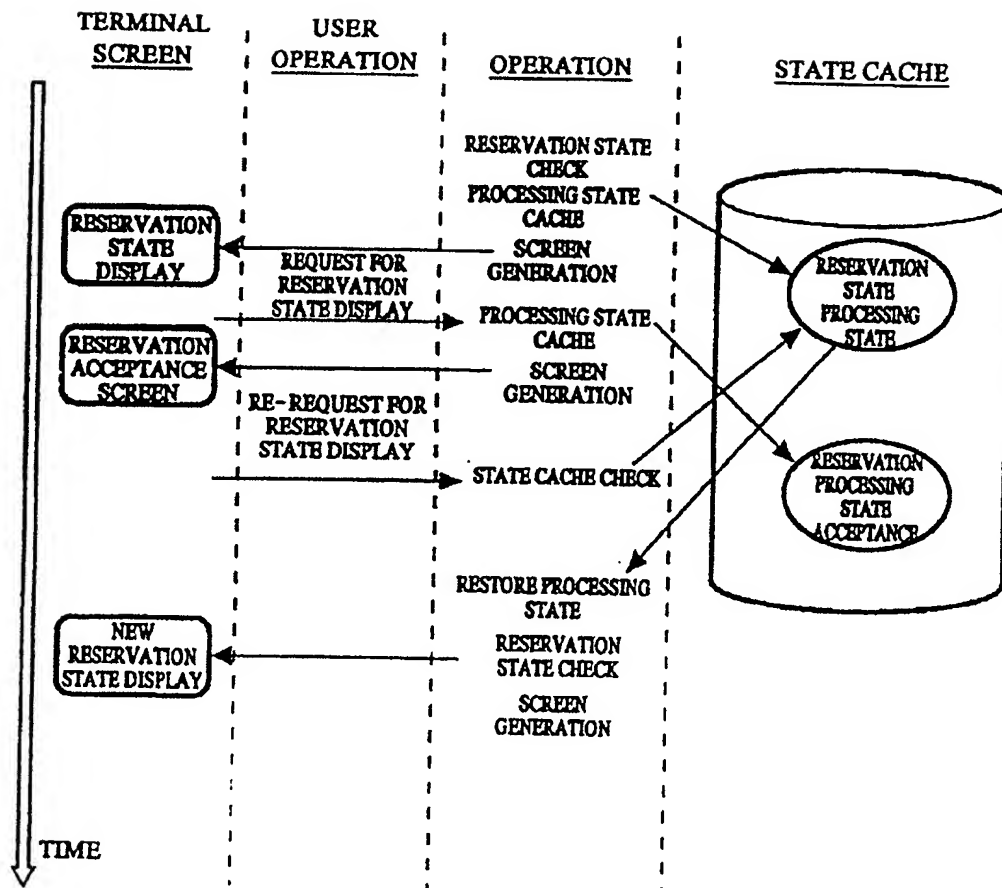 TERMINAL
SCREEN
USER
OPERATION
OPERATION
STATE CACHE
RESERVATION STATE
CHECK
PROCESSING STATE
CACHE
SCREEN
GENERATION
RESERVATION
STATE
DISPLAY
REQUEST FOR
RESERVATION
STATE DISPLAY
RESERVATION
STATE
PROCESSING
STATE
PROCESSING STATE
CACHE
SCREEN
GENERATION
RESERVATION
ACCEPTANCE
SCREEN
RE-REQUEST FOR
RESERVATION
STATE DISPLAY
STATE CACHE CHECK
RESERVATION
PROCESSING
STATE
ACCEPTANCE
RESTORE PROCESSING
STATE
RESERVATION
STATE CHECK
SCREEN
GENERATION
NEW
RESERVATION
STATE DISPLAY
TIME